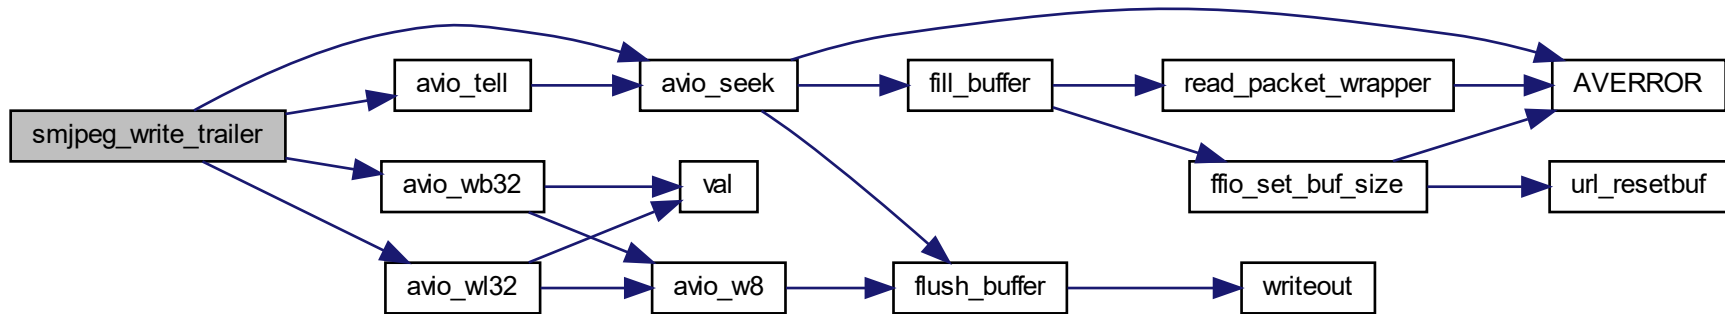 smjpeg_write_trailer
avio_tell
avio_seek
fill_buffer
read_packet_wrapper
AVERROR
avio_wb32
val
ffio_set_buf_size
url_resetbuf
avio_wl32
avio_w8
flush_buffer
writeout